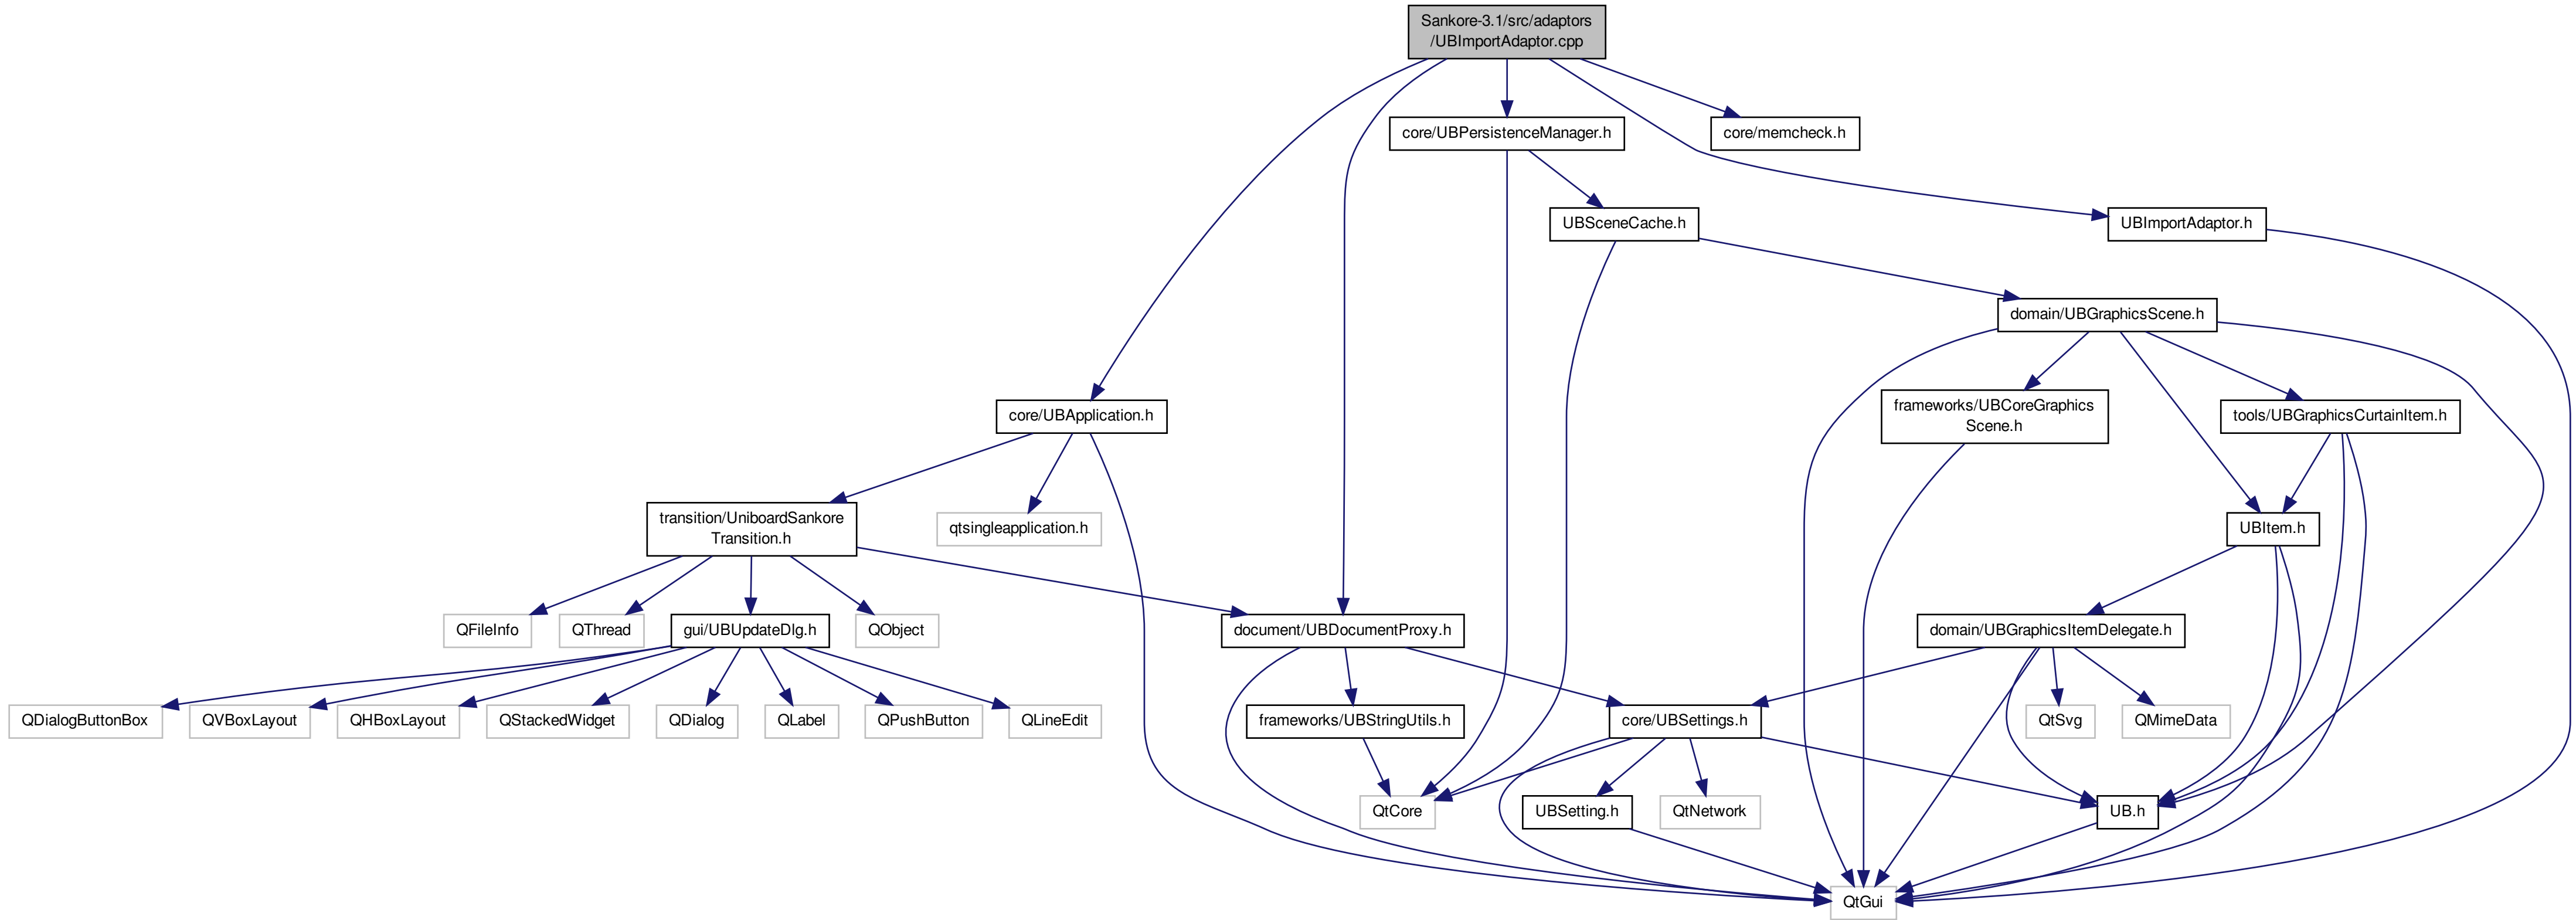 Sankore-3.1/src/adaptors
/UBImportAdaptor.cpp
core/UBPersistenceManager.h
core/memcheck.h
UBSceneCache.h
UBImportAdaptor.h
domain/UBGraphicsScene.h
core/UBApplication.h
frameworks/UBCoreGraphics
Scene.h
tools/UBGraphicsCurtainItem.h
transition/UniboardSankore
Transition.h
qtsingleapplication.h
UBItem.h
QFileInfo
QThread
gui/UBUpdateDlg.h
QObject
document/UBDocumentProxy.h
domain/UBGraphicsItemDelegate.h
QDialogButtonBox
QVBoxLayout
QHBoxLayout
QStackedWidget
QDialog
QLabel
QPushButton
QLineEdit
frameworks/UBStringUtils.h
core/UBSettings.h
QtSvg
QMimeData
QtCore
UBSetting.h
QtNetwork
UB.h
QtGui